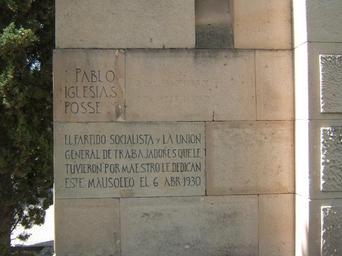 PABLO
IGLESIAS
POSSE
EL PARTIDO SOCIALISTA Y LA UNION
GENERAL DE TRABAJADORES QUE LE
TUVIERON POR MAESTRO LE DEDICAN
ESTE MAUSOLEO EL 6 ABR 1930